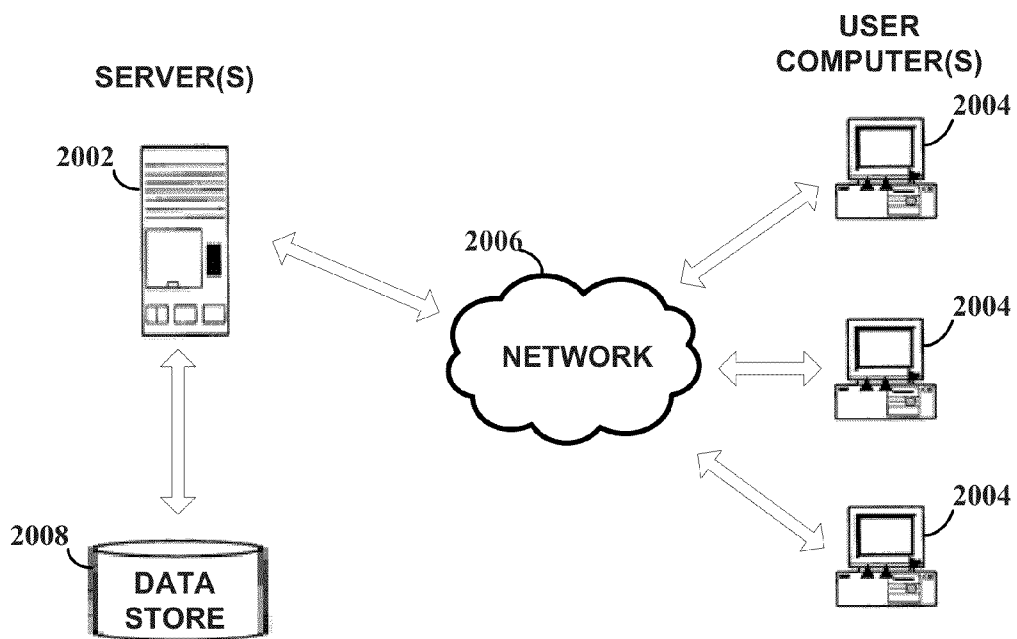 USER
COMPUTER(S)
SERVER(S)
2004
2002
2006
2004
NETWORK
2004
2008
DATA
STORE